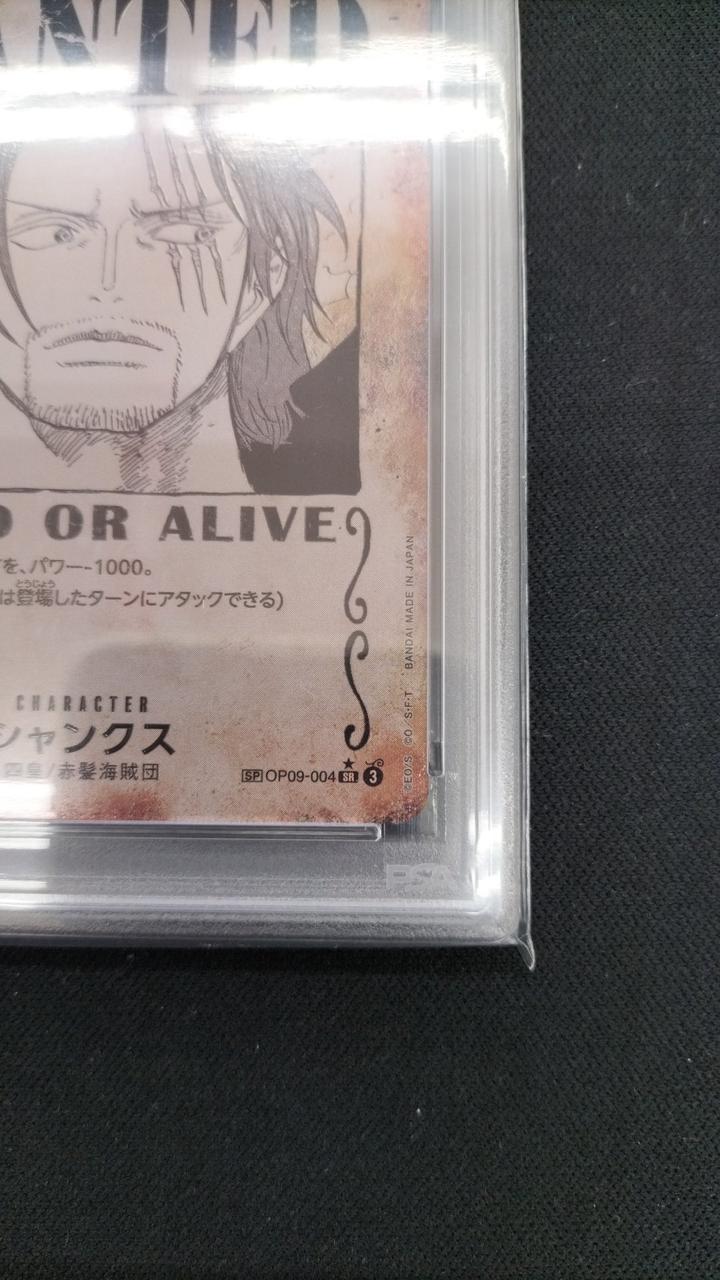 ANTED
D OR ALIVE
を、パワー-1000。
とうじょう
は登場したターンにアタックできる)
CHARACTER
シャンクス
四皇/赤髪海賊団
SP OP09-004 SR 3
©E.O/S. ©O/S・F・T BANDAI MADE IN JAPAN
PSA